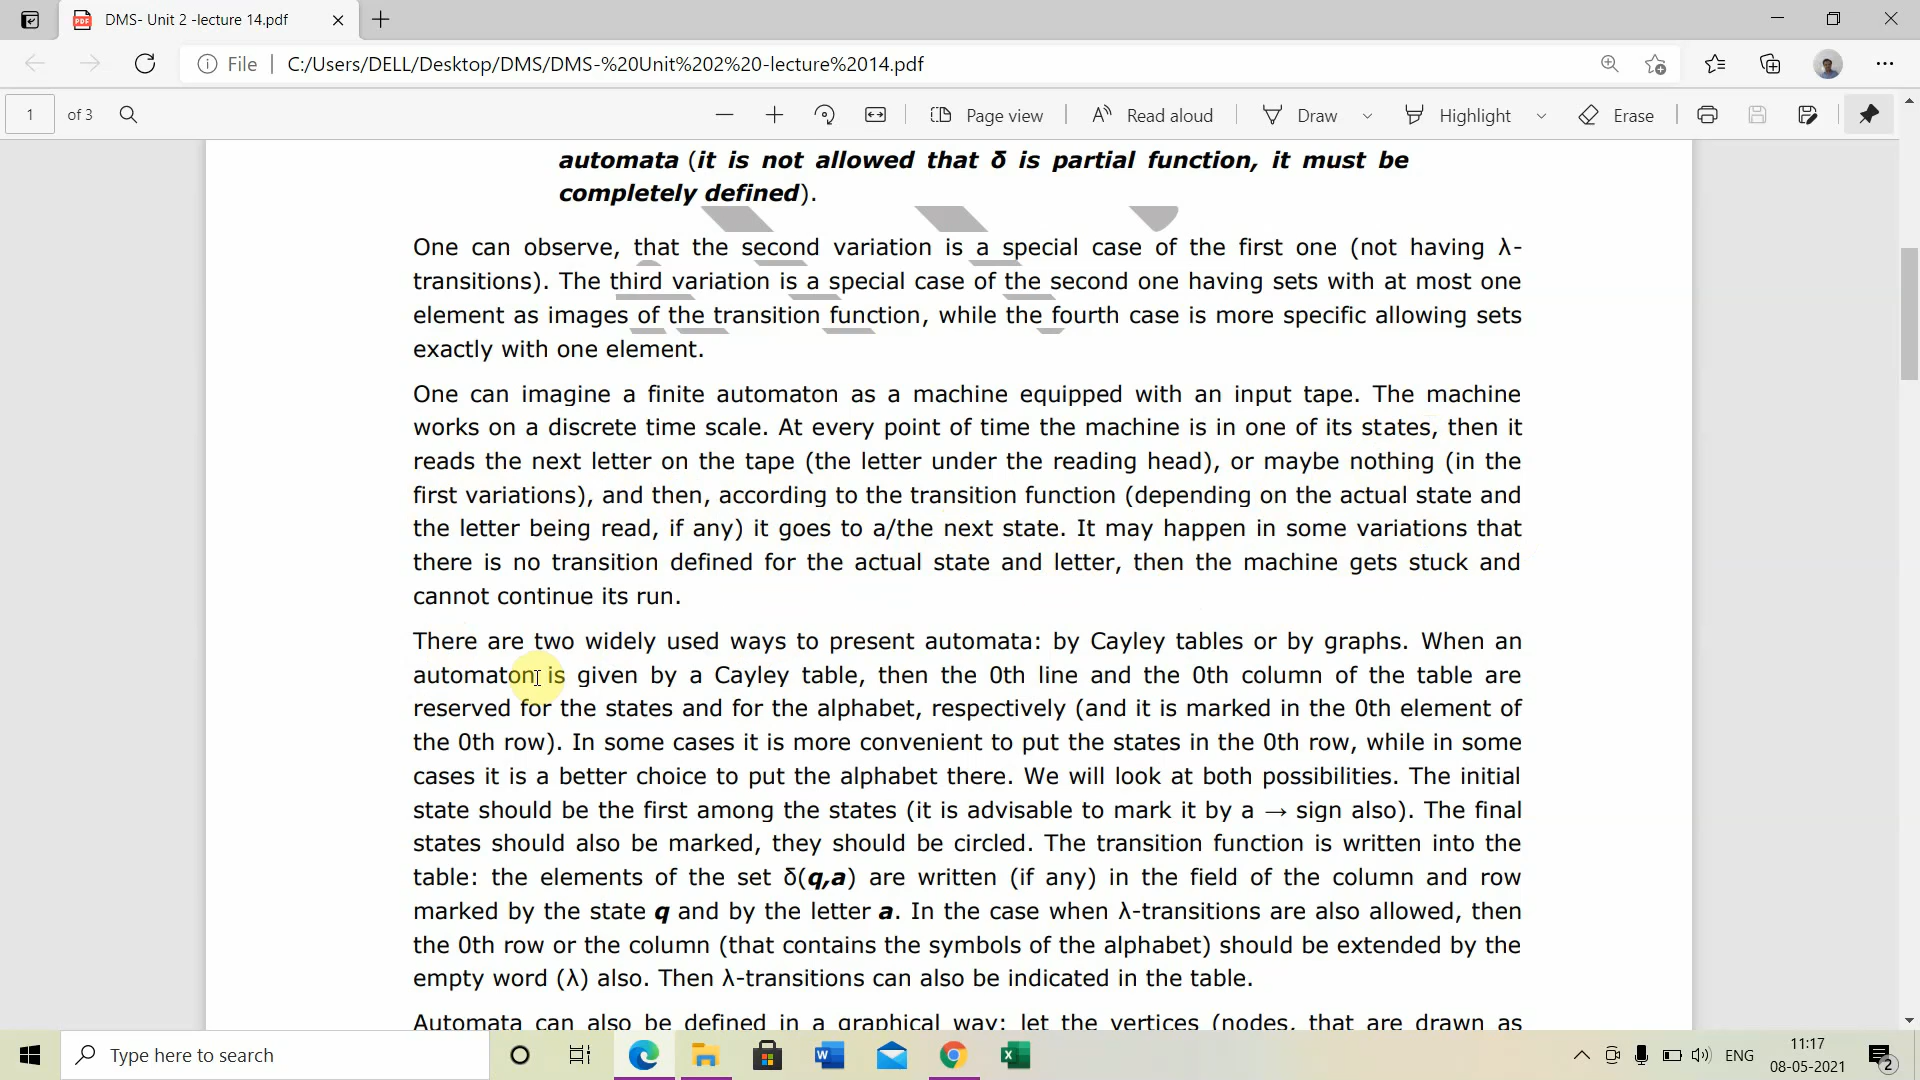 DMS- Unit 2 -lecture 14.pdf
File
C:/Users/DELL/Desktop/DMS/DMS-%20Unit%202%20-lecture%2014.pdf
1 of 3
Page view
Read aloud
Draw
Highlight
Erase
automata (it is not allowed that δ is partial function, it must be
completely defined).
One can observe, that the second variation is a special case of the first one (not having λ-
transitions). The third variation is a special case of the second one having sets with at most one
element as images of the transition function, while the fourth case is more specific allowing sets
exactly with one element.
One can imagine a finite automaton as a machine equipped with an input tape. The machine
works on a discrete time scale. At every point of time the machine is in one of its states, then it
reads the next letter on the tape (the letter under the reading head), or maybe nothing (in the
first variations), and then, according to the transition function (depending on the actual state and
the letter being read, if any) it goes to a/the next state. It may happen in some variations that
there is no transition defined for the actual state and letter, then the machine gets stuck and
cannot continue its run.
There are two widely used ways to present automata: by Cayley tables or by graphs. When an
automaton is given by a Cayley table, then the 0th line and the 0th column of the table are
reserved for the states and for the alphabet, respectively (and it is marked in the 0th element of
the 0th row). In some cases it is more convenient to put the states in the 0th row, while in some
cases it is a better choice to put the alphabet there. We will look at both possibilities. The initial
state should be the first among the states (it is advisable to mark it by a → sign also). The final
states should also be marked, they should be circled. The transition function is written into the
table: the elements of the set δ(q,a) are written (if any) in the field of the column and row
marked by the state q and by the letter a. In the case when λ-transitions are also allowed, then
the 0th row or the column (that contains the symbols of the alphabet) should be extended by the
empty word (λ) also. Then λ-transitions can also be indicated in the table.
Automata can also be defined in a graphical way: let the vertices (nodes, that are drawn as
Type here to search
ENG
11:17
08-05-2021
2